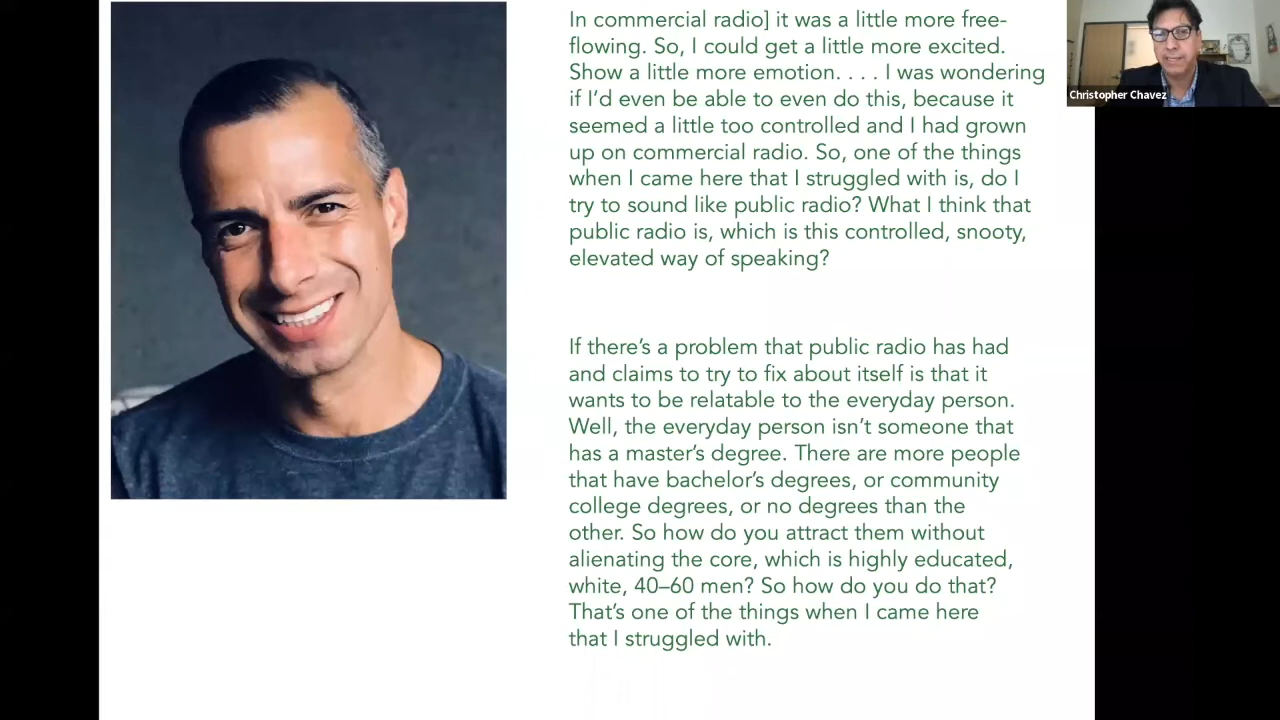 In commercial radio] it was a little more free-
flowing. So, I could get a little more excited.
Show a little more emotion. . . . I was wondering
if I’d even be able to even do this, because it
seemed a little too controlled and I had grown
up on commercial radio. So, one of the things
when I came here that I struggled with is, do I
try to sound like public radio? What I think that
public radio is, which is this controlled, snooty,
elevated way of speaking?
If there’s a problem that public radio has had
and claims to try to fix about itself is that it
wants to be relatable to the everyday person.
Well, the everyday person isn’t someone that
has a master’s degree. There are more people
that have bachelor’s degrees, or community
college degrees, or no degrees than the
other. So how do you attract them without
alienating the core, which is highly educated,
white, 40–60 men? So how do you do that?
That’s one of the things when I came here
that I struggled with.
Christopher Chavez